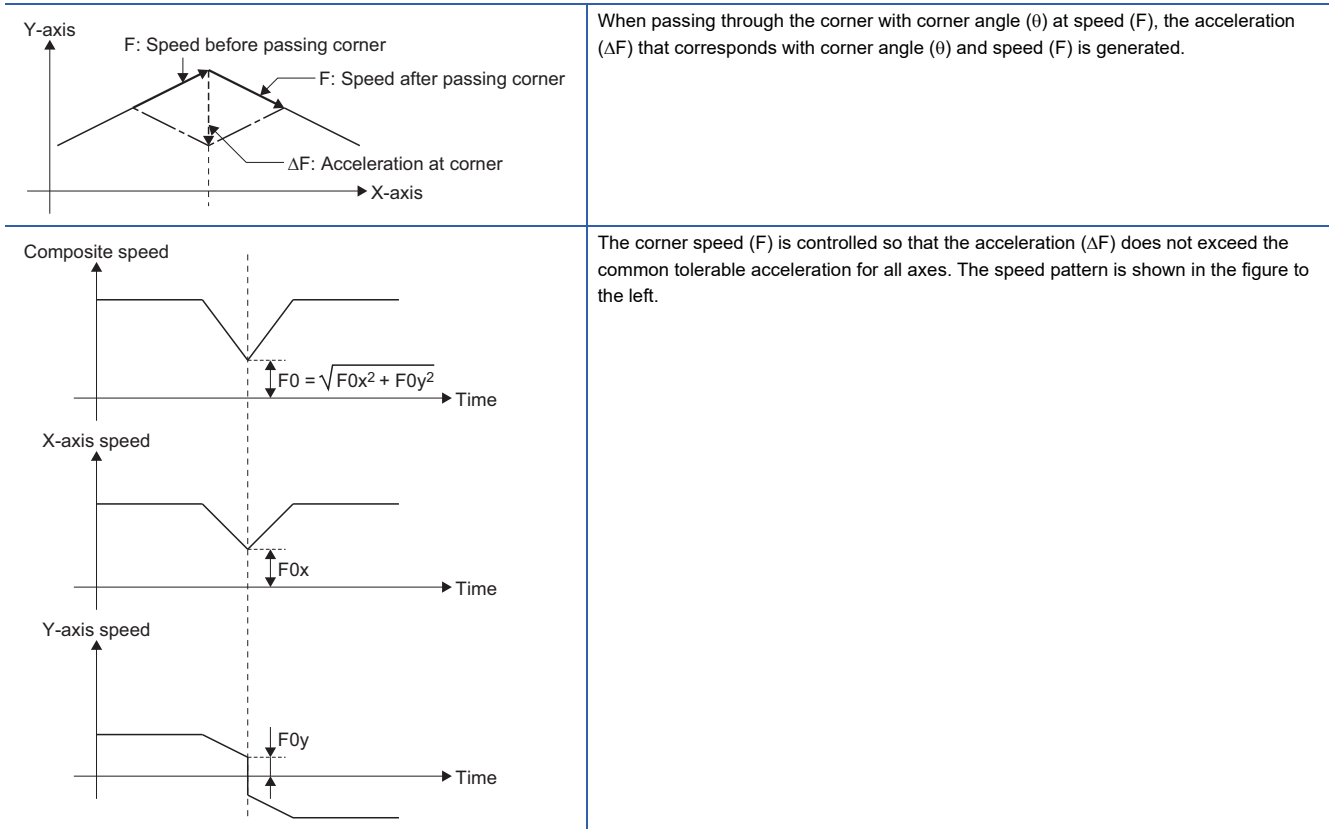 Y-axis
F: Speed before passing corner
F: Speed after passing corner
ΔF: Acceleration at corner
X-axis
When passing through the corner with corner angle (θ) at speed (F), the acceleration
(ΔF) that corresponds with corner angle (θ) and speed (F) is generated.
Composite speed
F0 = √F0x² + F0y²
Time
X-axis speed
F0x
Time
Y-axis speed
F0y
Time
The corner speed (F) is controlled so that the acceleration (ΔF) does not exceed the
common tolerable acceleration for all axes. The speed pattern is shown in the figure to
the left.